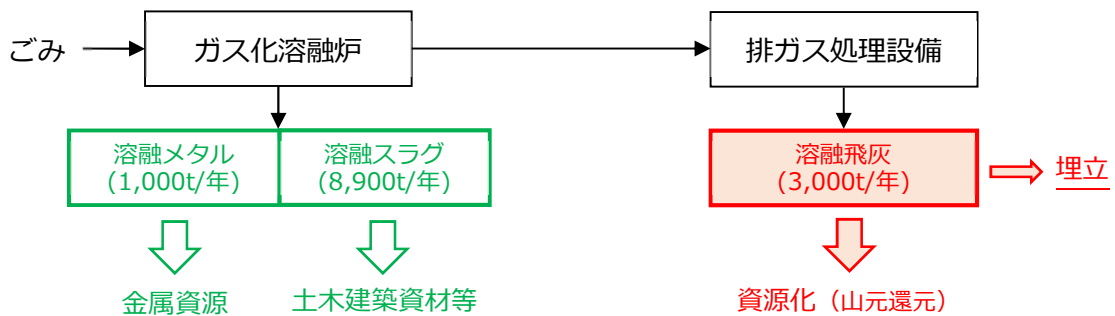 ごみ
ガス化溶融炉
排ガス処理設備
溶融メタル
(1,000t/年)
溶融スラグ
(8,900t/年)
溶融飛灰
(3,000t/年)
埋立
金属資源
土木建築資材等
資源化（山元還元）